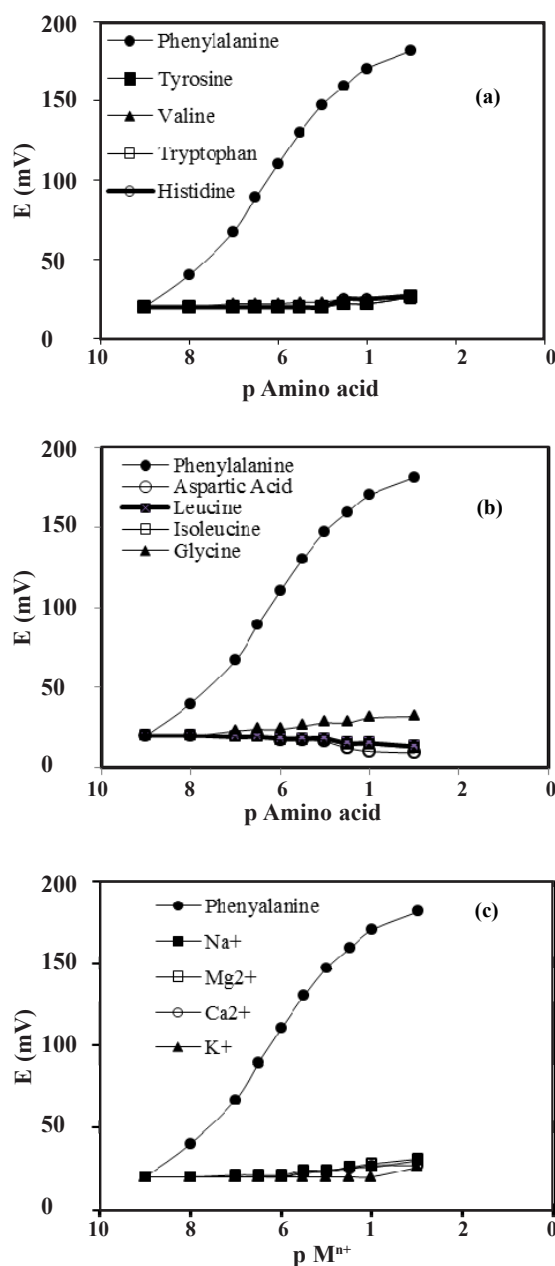 200
150
100
50
0
E (mV)
Phenylalanine
Tyrosine
Valine
Tryptophan
Histidine
(a)
10 8 6 1 2 0
p Amino acid
200
150
100
50
0
E (mV)
Phenylalanine
Aspartic Acid
Leucine
Isoleucine
Glycine
(b)
10 8 6 1 2 0
p Amino acid
200
150
100
50
0
E (mV)
Phenyalanine
Na+
Mg2+
Ca2+
K+
(c)
10 8 6 1 2 0
p Mⁿ⁺